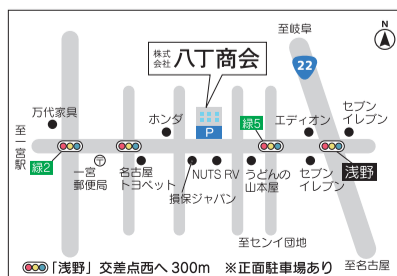 至岐阜
N
株式会社 八丁商会
22
万代家具
ホンダ
緑5
エディオン
セブンイレブン
至一宮駅
P
緑2
一宮郵便局
名古屋トヨペット
NUTS RV
うどんの山本屋
セブンイレブン
浅野
損保ジャパン
至センイ団地
至名古屋
「浅野」交差点西へ300m ※正面駐車場あり